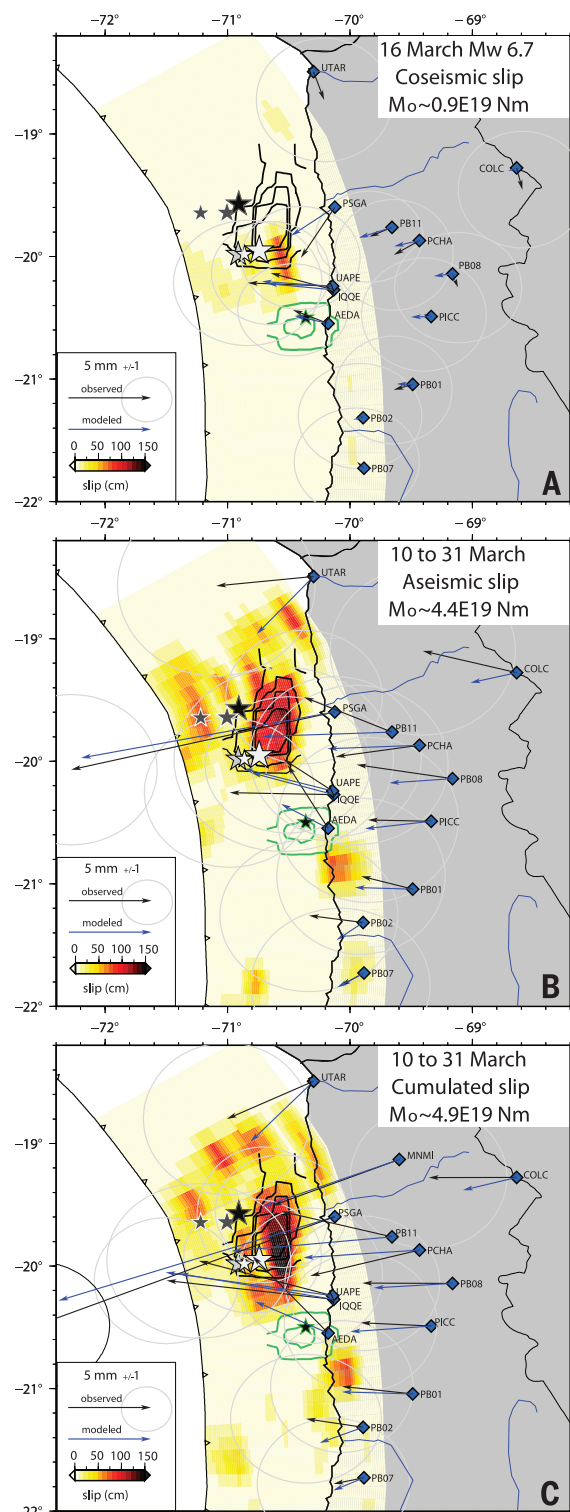 −72° −71° −70° −69°
16 March Mw 6.7
Coseismic slip
Mo~0.9E19 Nm
UTAR
−19°
COLC
PSGA
PB11
PCHA
−20°
PB08
UAPE
IQQE
PICC
AEDA
5 mm +/-1
observed
−21°
PB01
modeled
PB02
0 50 100 150
slip (cm)
PB07
−22°
A
−72° −71° −70° −69°
10 to 31 March
Aseismic slip
Mo~4.4E19 Nm
UTAR
−19°
COLC
PSGA
PB11
PCHA
−20°
PB08
UAPE
IQQE
PICC
AEDA
5 mm +/-1
observed
−21°
PB01
modeled
PB02
0 50 100 150
slip (cm)
PB07
−22°
B
−72° −71° −70° −69°
10 to 31 March
Cumulated slip
Mo~4.9E19 Nm
UTAR
−19°
MNMI
COLC
PSGA
PB11
PCHA
−20°
PB08
UAPE
IQQE
PICC
AEDA
5 mm +/-1
observed
−21°
PB01
modeled
PB02
0 50 100 150
slip (cm)
PB07
−22°
C